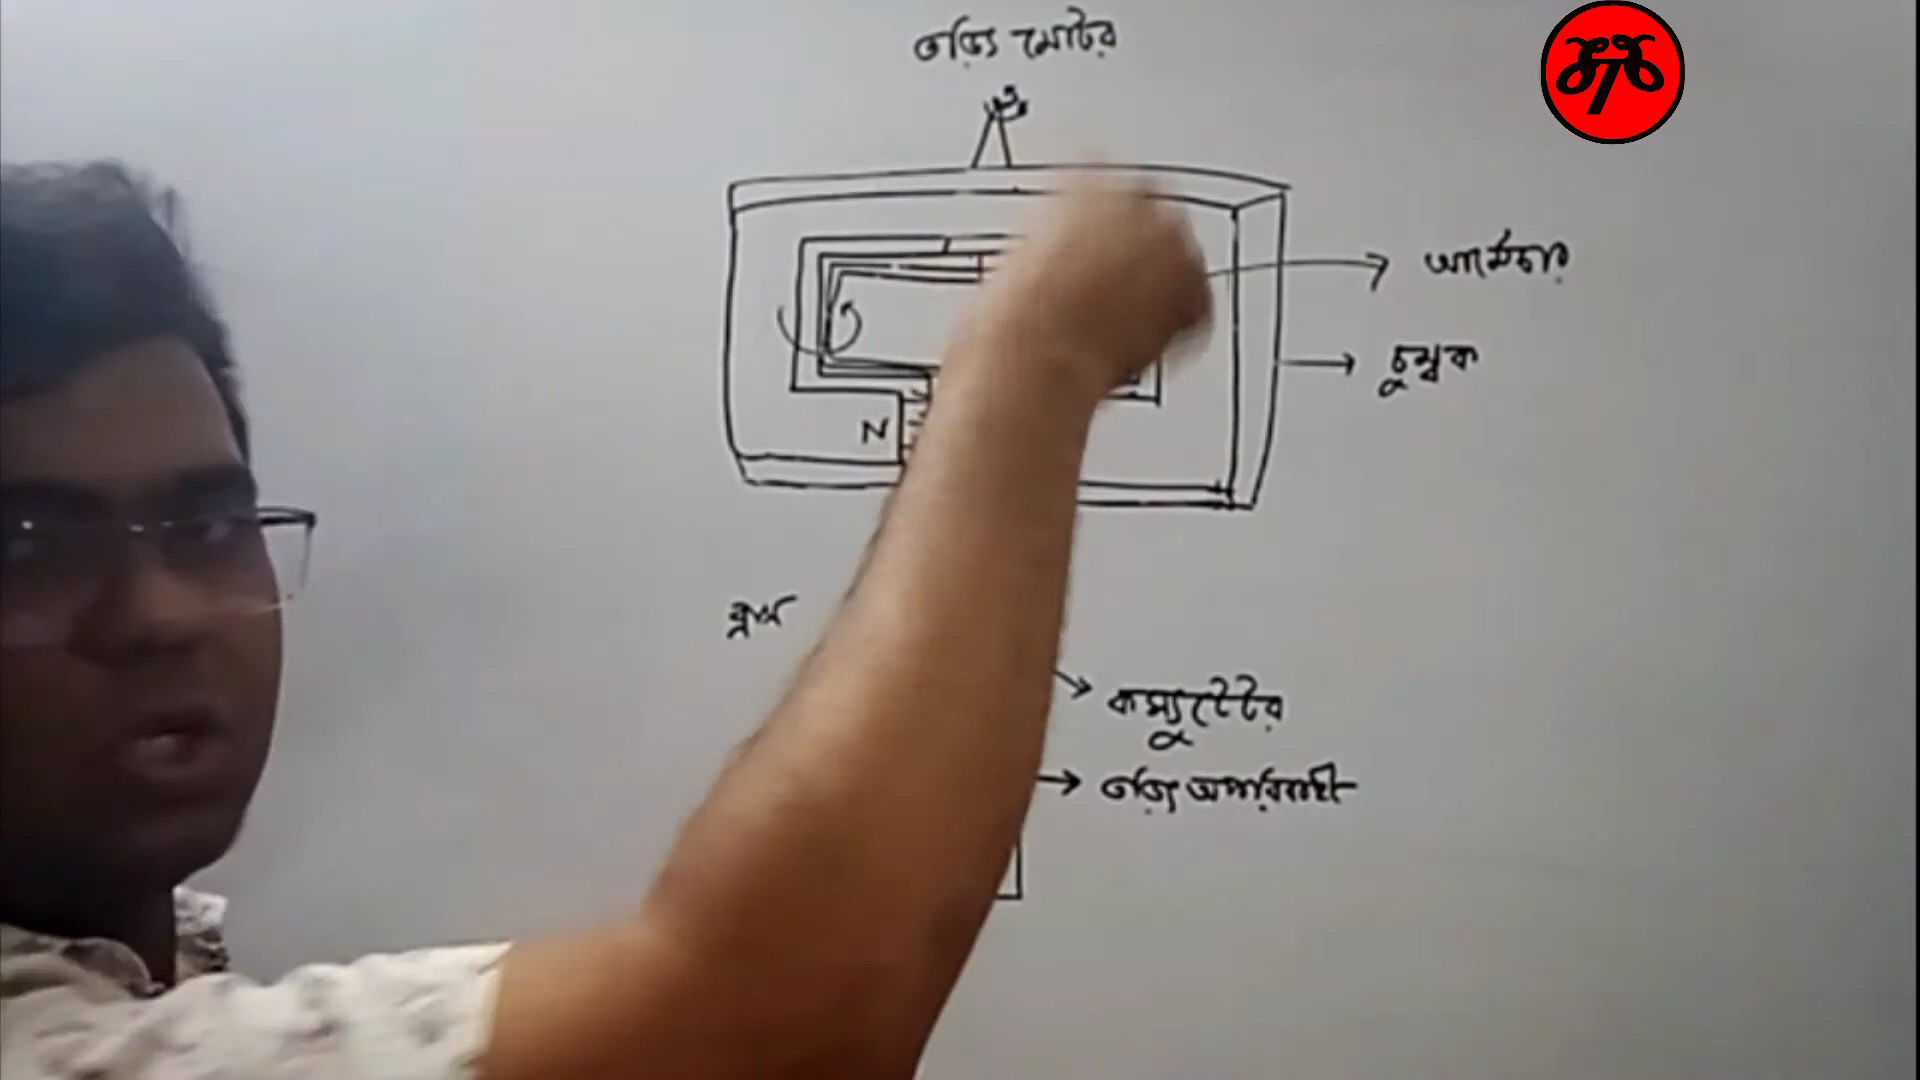 তড়িৎ মোটর
আর্মেচার
চুম্বক
N
ব্রাস
কম্যুটেটর
তড়িৎ অপরিবাহী